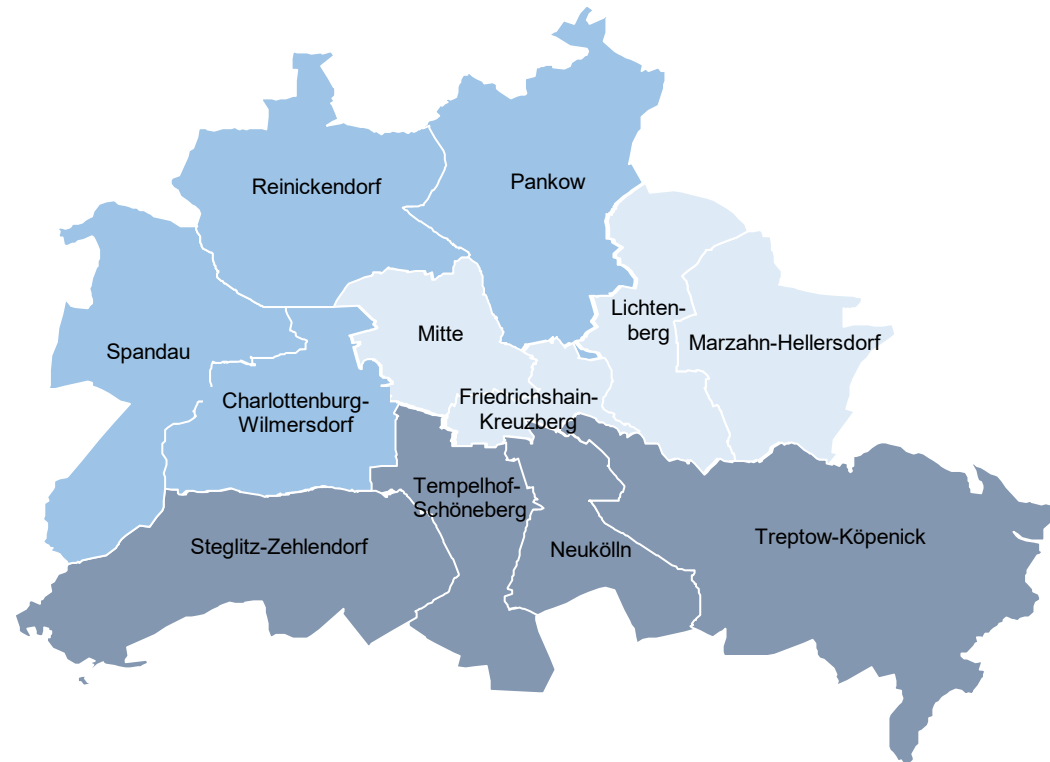 Reinickendorf
Pankow
Lichten-
berg
Mitte
Marzahn-Hellersdorf
Spandau
Charlottenburg-
Wilmersdorf
Friedrichshain-
Kreuzberg
Tempelhof-
Schöneberg
Steglitz-Zehlendorf
Neukölln
Treptow-Köpenick